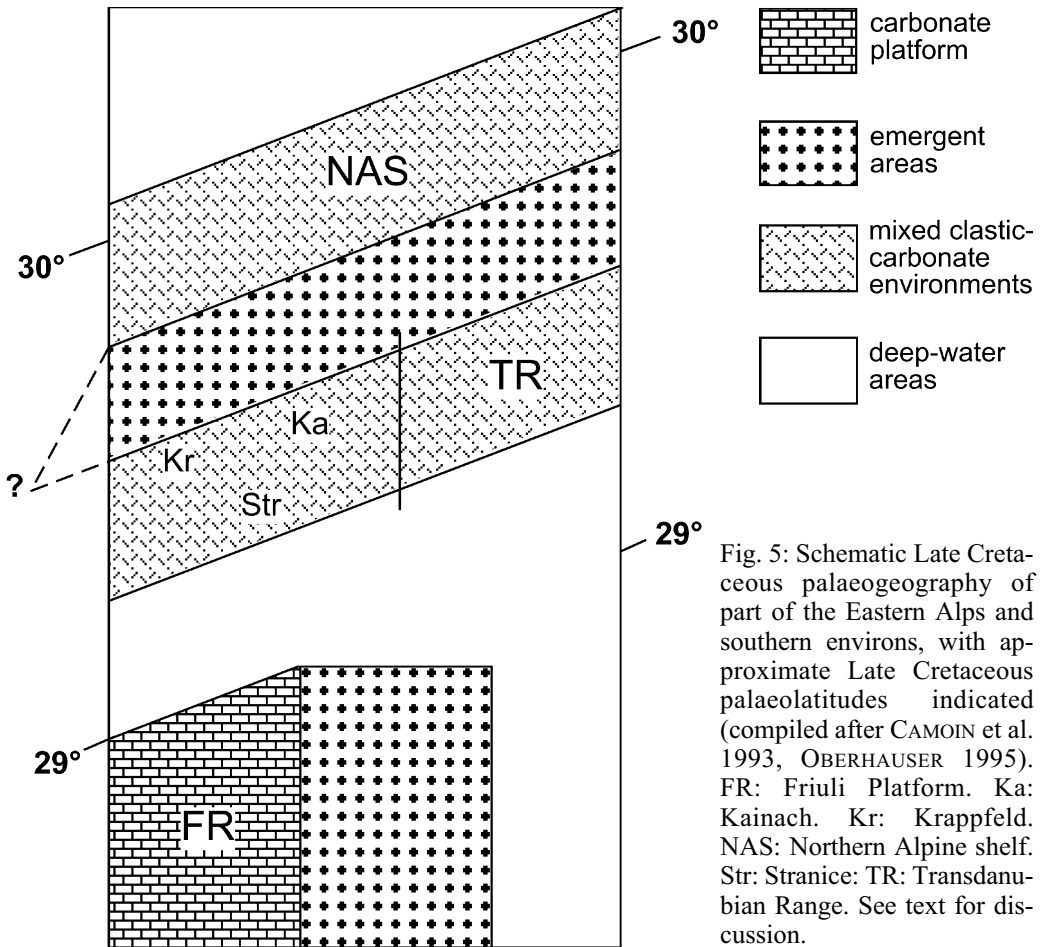 30°
NAS
30°
TR
Ka
Kr
?
Str
29°
29°
FR
carbonate
platform
emergent
areas
mixed clastic-
carbonate
environments
deep-water
areas
Fig. 5: Schematic Late Creta-
ceous palaeogeography of
part of the Eastern Alps and
southern environs, with ap-
proximate Late Cretaceous
palaeolatitudes indicated
(compiled after CAMOIN et al.
1993, OBERHAUSER 1995).
FR: Friuli Platform. Ka:
Kainach. Kr: Krappfeld.
NAS: Northern Alpine shelf.
Str: Stranice: TR: Transdanu-
bian Range. See text for dis-
cussion.